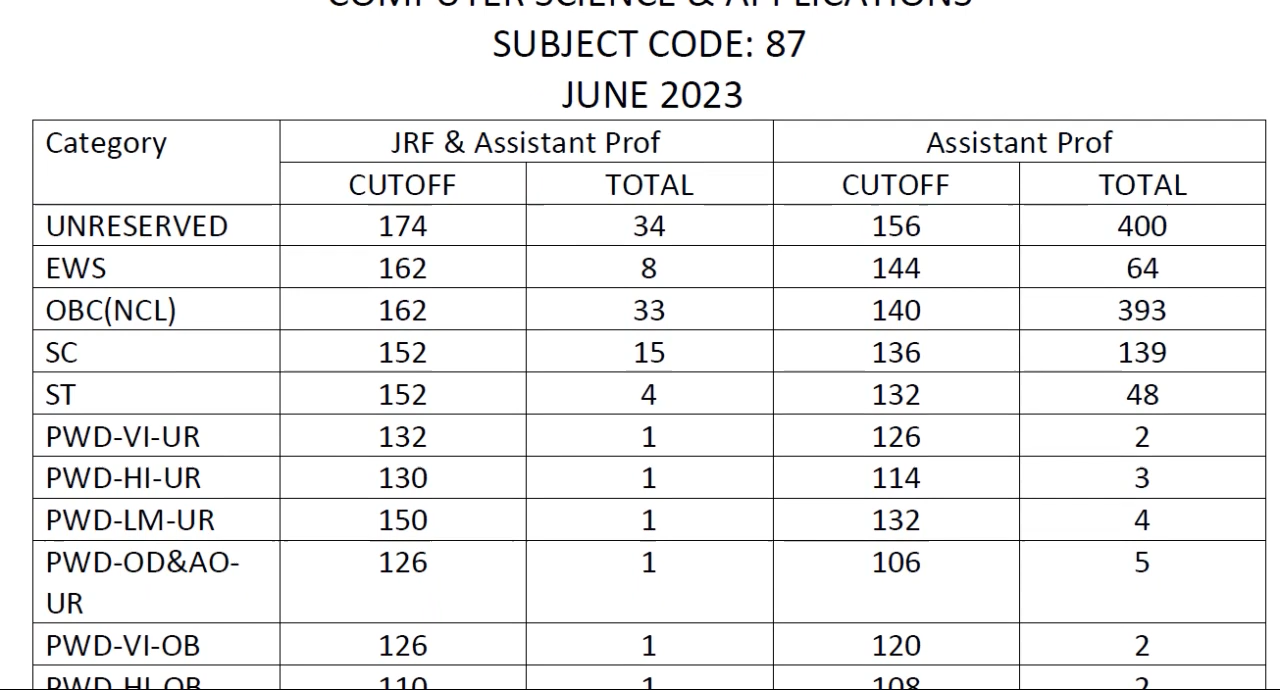 COMPUTER SCIENCE & APPLICATIONS
SUBJECT CODE: 87
JUNE 2023
Category JRF & Assistant Prof Assistant Prof
CUTOFF TOTAL CUTOFF TOTAL
UNRESERVED 174 34 156 400
EWS 162 8 144 64
OBC(NCL) 162 33 140 393
SC 152 15 136 139
ST 152 4 132 48
PWD-VI-UR 132 1 126 2
PWD-HI-UR 130 1 114 3
PWD-LM-UR 150 1 132 4
PWD-OD&AO- 126 1 106 5
UR
PWD-VI-OB 126 1 120 2
PWD-HI-OB 110 1 108 2